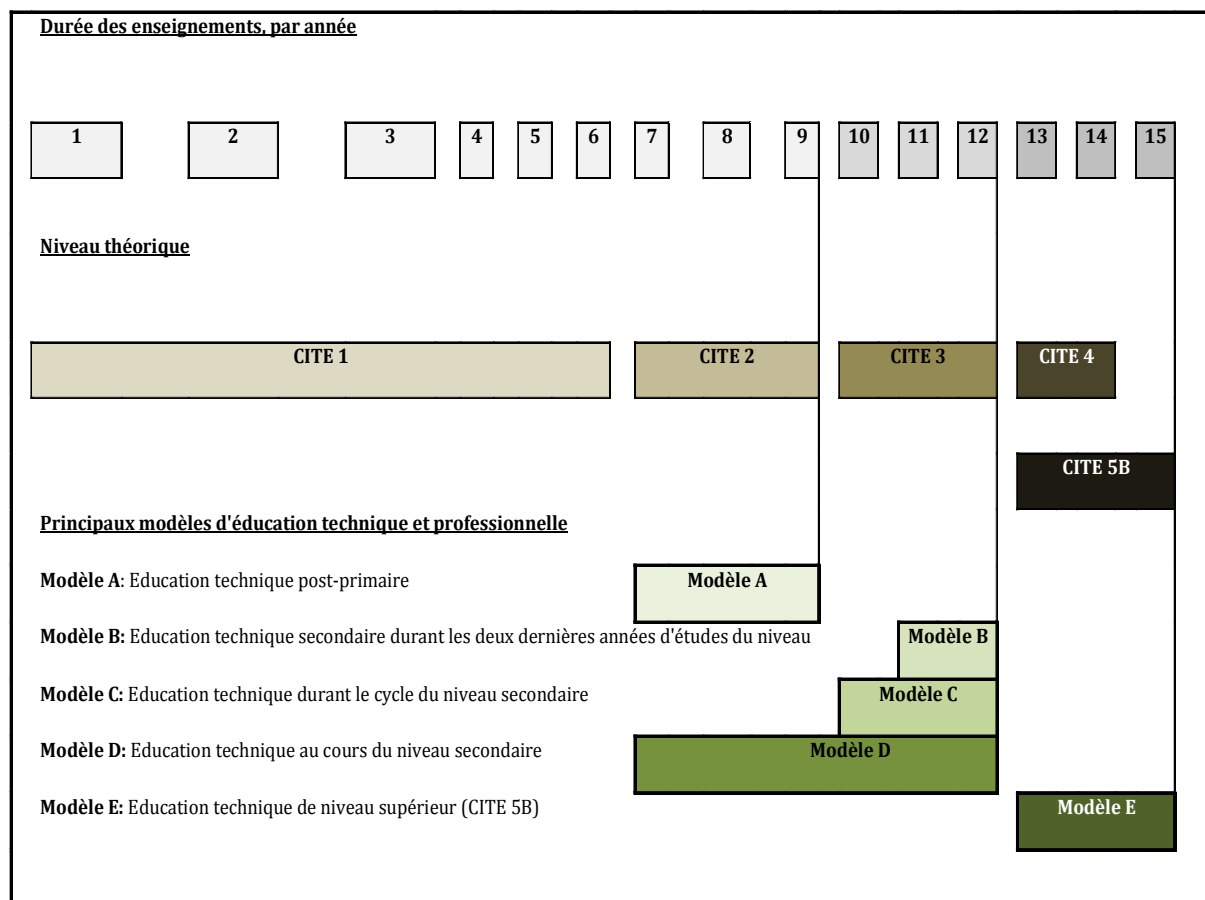 Durée des enseignements, par année
1 2 3 4 5 6 7 8 9 10 11 12 13 14 15
Niveau théorique
CITE 1 CITE 2 CITE 3 CITE 4
CITE 5B
Principaux modèles d'éducation technique et professionnelle
Modèle A: Education technique post-primaire Modèle A
Modèle B: Education technique secondaire durant les deux dernières années d'études du niveau Modèle B
Modèle C: Education technique durant le cycle du niveau secondaire Modèle C
Modèle D: Education technique au cours du niveau secondaire Modèle D
Modèle E: Education technique de niveau supérieur (CITE 5B) Modèle E